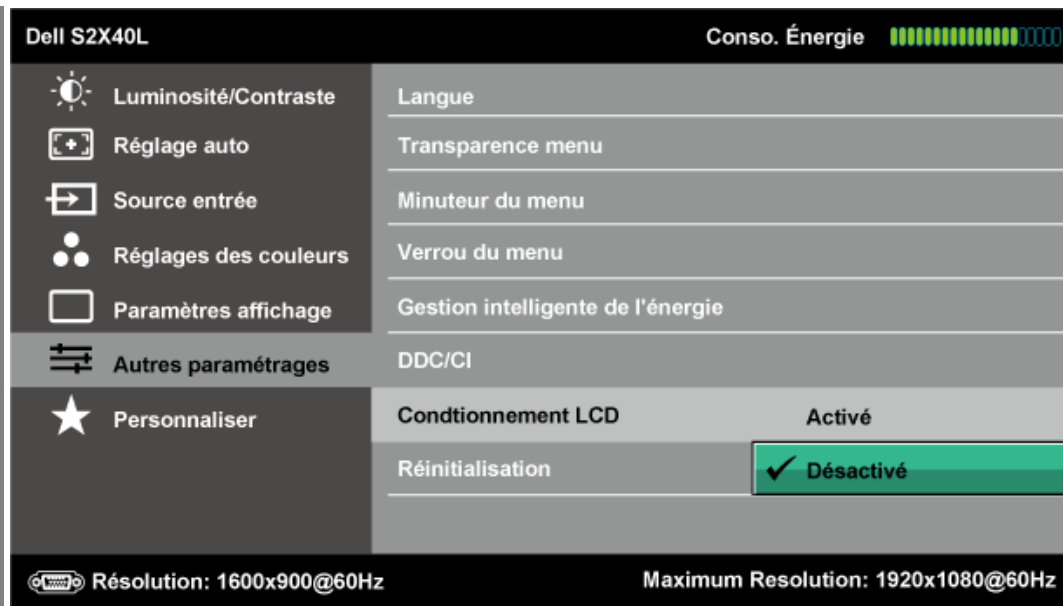 Dell S2X40L Conso. Énergie
Luminosité/Contraste Langue
Réglage auto Transparence menu
Source entrée Minuteur du menu
Réglages des couleurs Verrou du menu
Paramètres affichage Gestion intelligente de l'énergie
Autres paramétrages DDC/CI
Personnaliser Condtionnement LCD Activé
Réinitialisation Désactivé
Résolution: 1600x900@60Hz Maximum Resolution: 1920x1080@60Hz